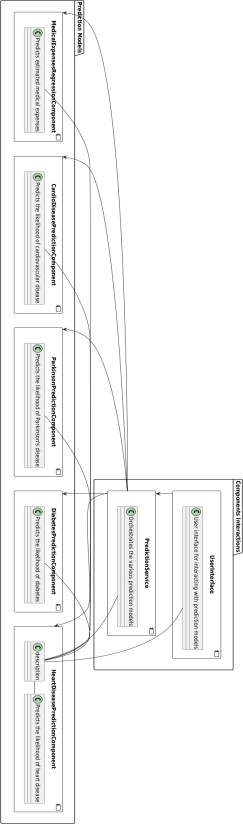 Components Interactions
UserInterface
C User interface for interacting with prediction models
PredictionService
C Orchestrates the various prediction models
Prediction Models
MedicalExpensesRegressionComponent
C Predicts estimated medical expenses
CardioDiseasePredictionComponent
C Predicts the likelihood of cardiovascular disease
ParkinsonPredictionComponent
C Predicts the likelihood of Parkinson's disease
DiabetesPredictionComponent
C Predicts the likelihood of diabetes
HeartDiseasePredictionComponent
C description
C Predicts the likelihood of heart disease